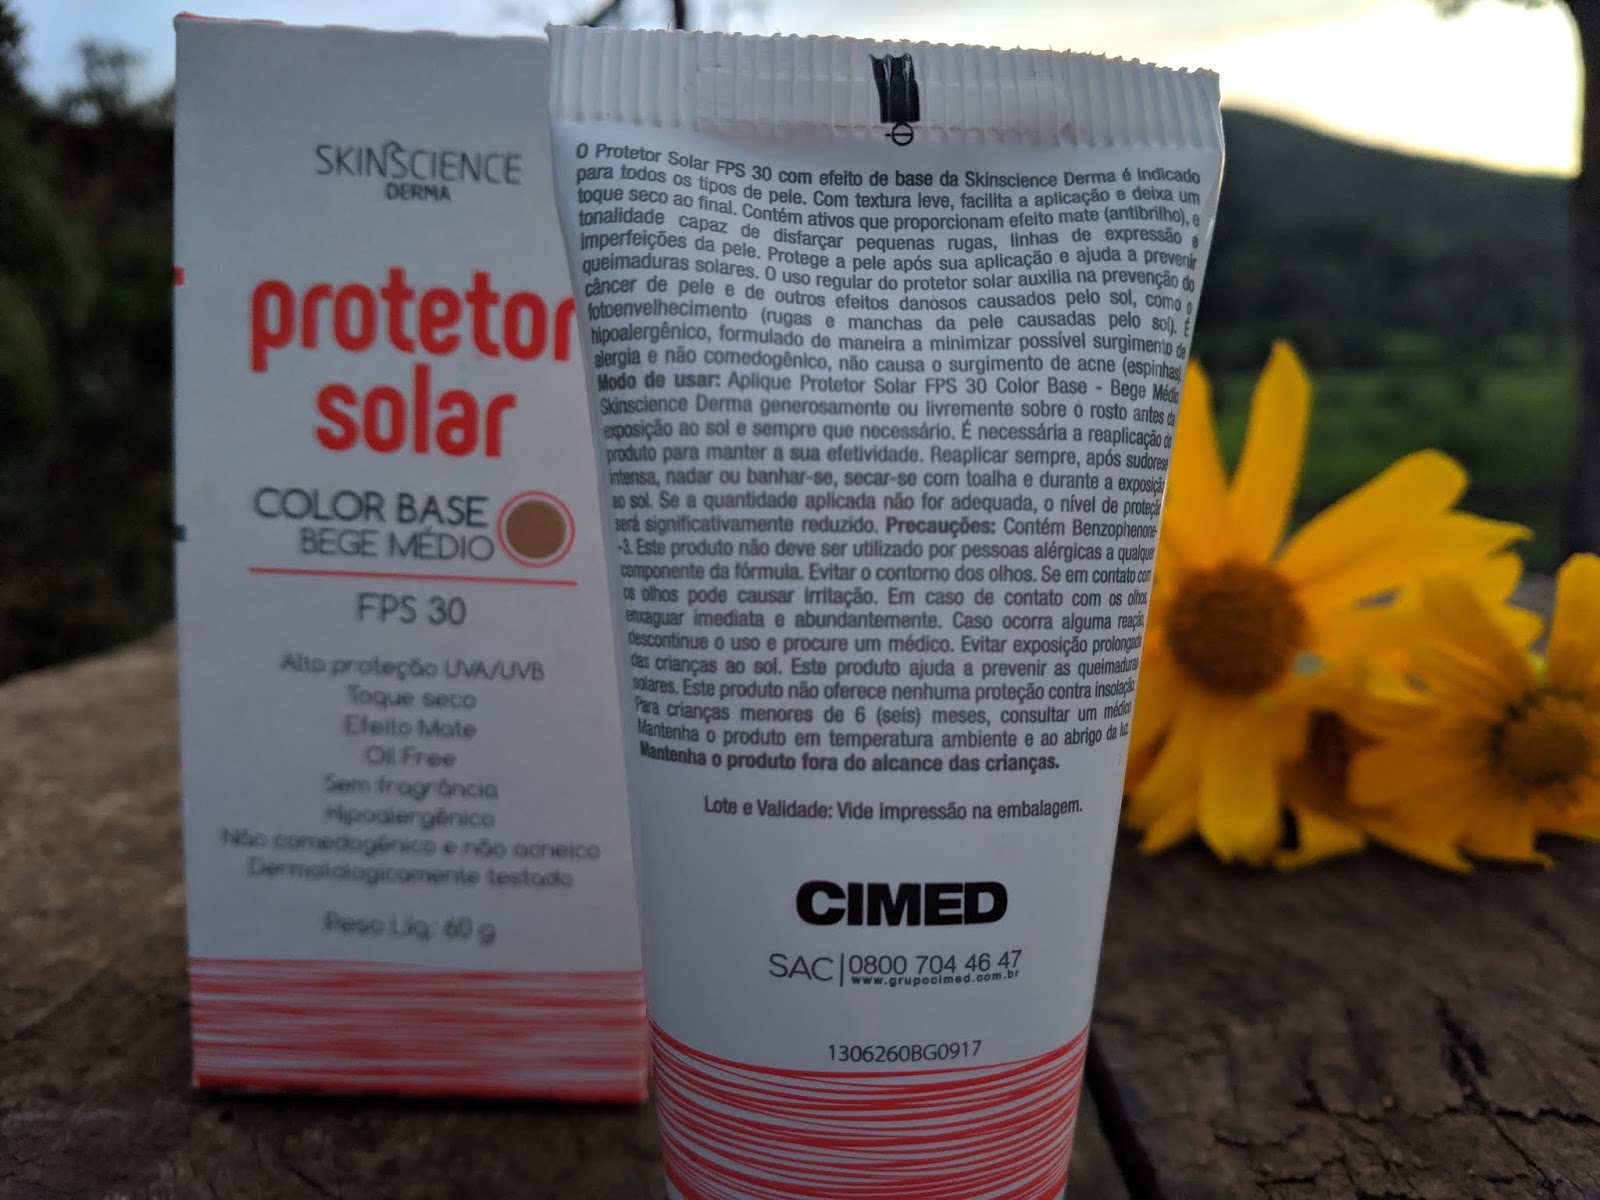 SKINSCIENCE
DERMA
protetor
solar
COLOR BASE
BEGE MÉDIO
FPS 30
Alta proteção UVA/UVB
Toque seco
Efeito Mate
Oil Free
Sem fragrância
Hipoalergênico
Não comedogênico e não acneico
Dermatologicamente testado
Peso Líq: 60 g
O Protetor Solar FPS 30 com efeito de base da Skinscience Derma é indicado
para todos os tipos de pele. Com textura leve, facilita a aplicação e deixa um
toque seco ao final. Contém ativos que proporcionam efeito mate (antibrilho), e
tonalidade capaz de disfarçar pequenas rugas, linhas de expressão e
imperfeições da pele. Protege a pele após sua aplicação e ajuda a prevenir
queimaduras solares. O uso regular do protetor solar auxilia na prevenção do
câncer de pele e de outros efeitos danosos causados pelo sol, como o
fotoenvelhecimento (rugas e manchas da pele causadas pelo sol). É
hipoalergênico, formulado de maneira a minimizar possível surgimento de
alergia e não comedogênico, não causa o surgimento de acne (espinhas).
Modo de usar: Aplique Protetor Solar FPS 30 Color Base - Bege Médio
Skinscience Derma generosamente ou livremente sobre o rosto antes da
exposição ao sol e sempre que necessário. É necessária a reaplicação do
produto para manter a sua efetividade. Reaplicar sempre, após sudorese
intensa, nadar ou banhar-se, secar-se com toalha e durante a exposição
ao sol. Se a quantidade aplicada não for adequada, o nível de proteção
será significativamente reduzido. Precauções: Contém Benzophenone-
-3. Este produto não deve ser utilizado por pessoas alérgicas a qualquer
componente da fórmula. Evitar o contorno dos olhos. Se em contato com
os olhos pode causar irritação. Em caso de contato com os olhos,
enxaguar imediata e abundantemente. Caso ocorra alguma reação,
descontinue o uso e procure um médico. Evitar exposição prolongada
das crianças ao sol. Este produto ajuda a prevenir as queimaduras
solares. Este produto não oferece nenhuma proteção contra insolação.
Para crianças menores de 6 (seis) meses, consultar um médico.
Mantenha o produto em temperatura ambiente e ao abrigo da luz.
Mantenha o produto fora do alcance das crianças.
Lote e Validade: Vide impressão na embalagem.
CIMED
SAC | 0800 704 46 47
www.grupocimed.com.br
1306260BG0917